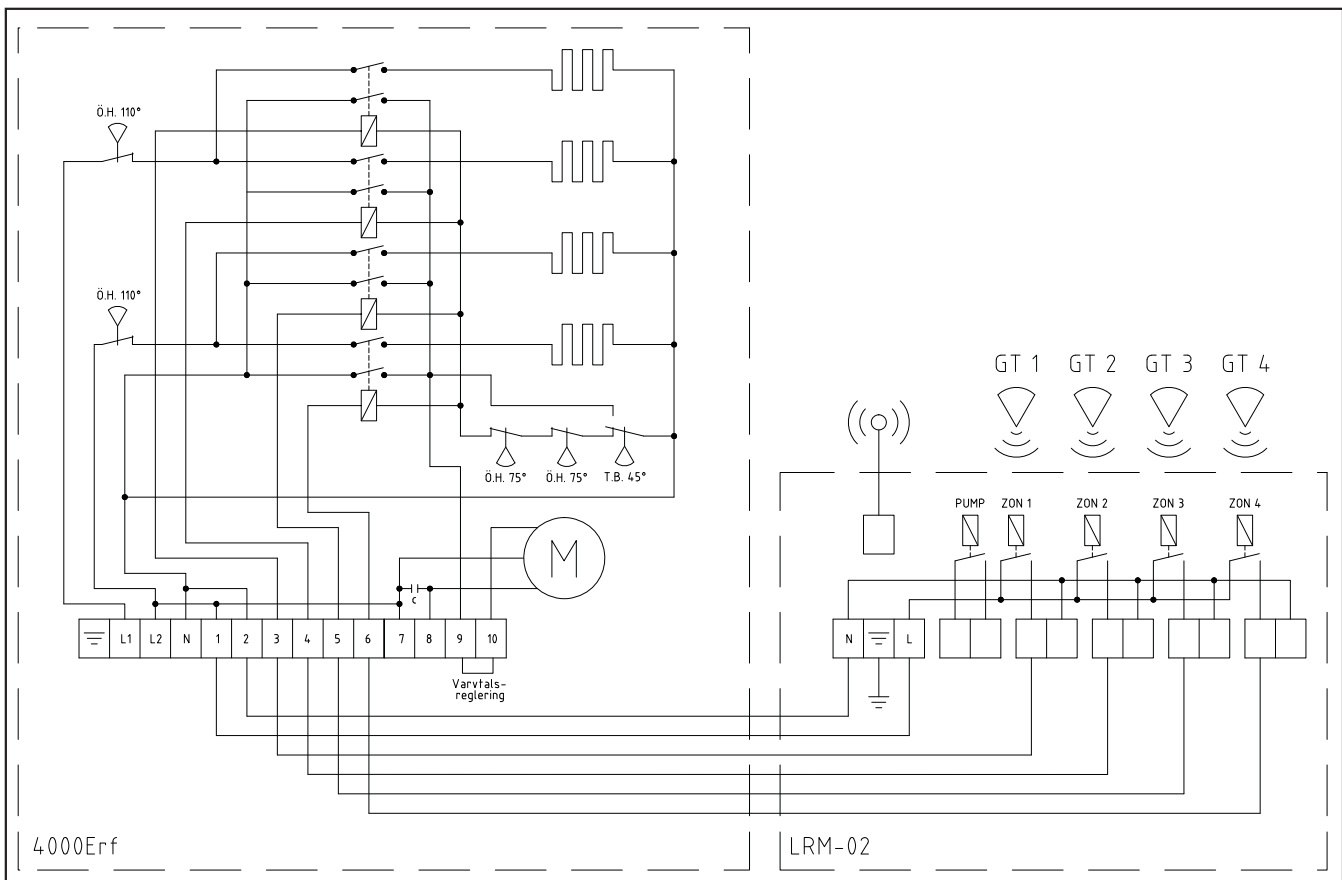 Ö.H. 110°
Ö.H. 110°
GT 1 GT 2 GT 3 GT 4
Ö.H. 75° Ö.H. 75° T.B. 45°
PUMP ZON 1 ZON 2 ZON 3 ZON 4
M
C
L1 L2 N 1 2 3 4 5 6 7 8 9 10
N L
Varvtals-
reglering
4000Erf
LRM-02